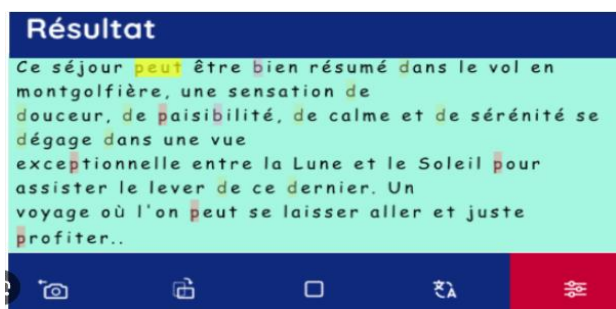 Résultat
Ce séjour peut être bien résumé dans le vol en
montgolfière, une sensation de
douceur, de paisibilité, de calme et de sérénité se
dégage dans une vue
exceptionnelle entre la Lune et le Soleil pour
assister le lever de ce dernier. Un
voyage où l'on peut se laisser aller et juste
profiter..